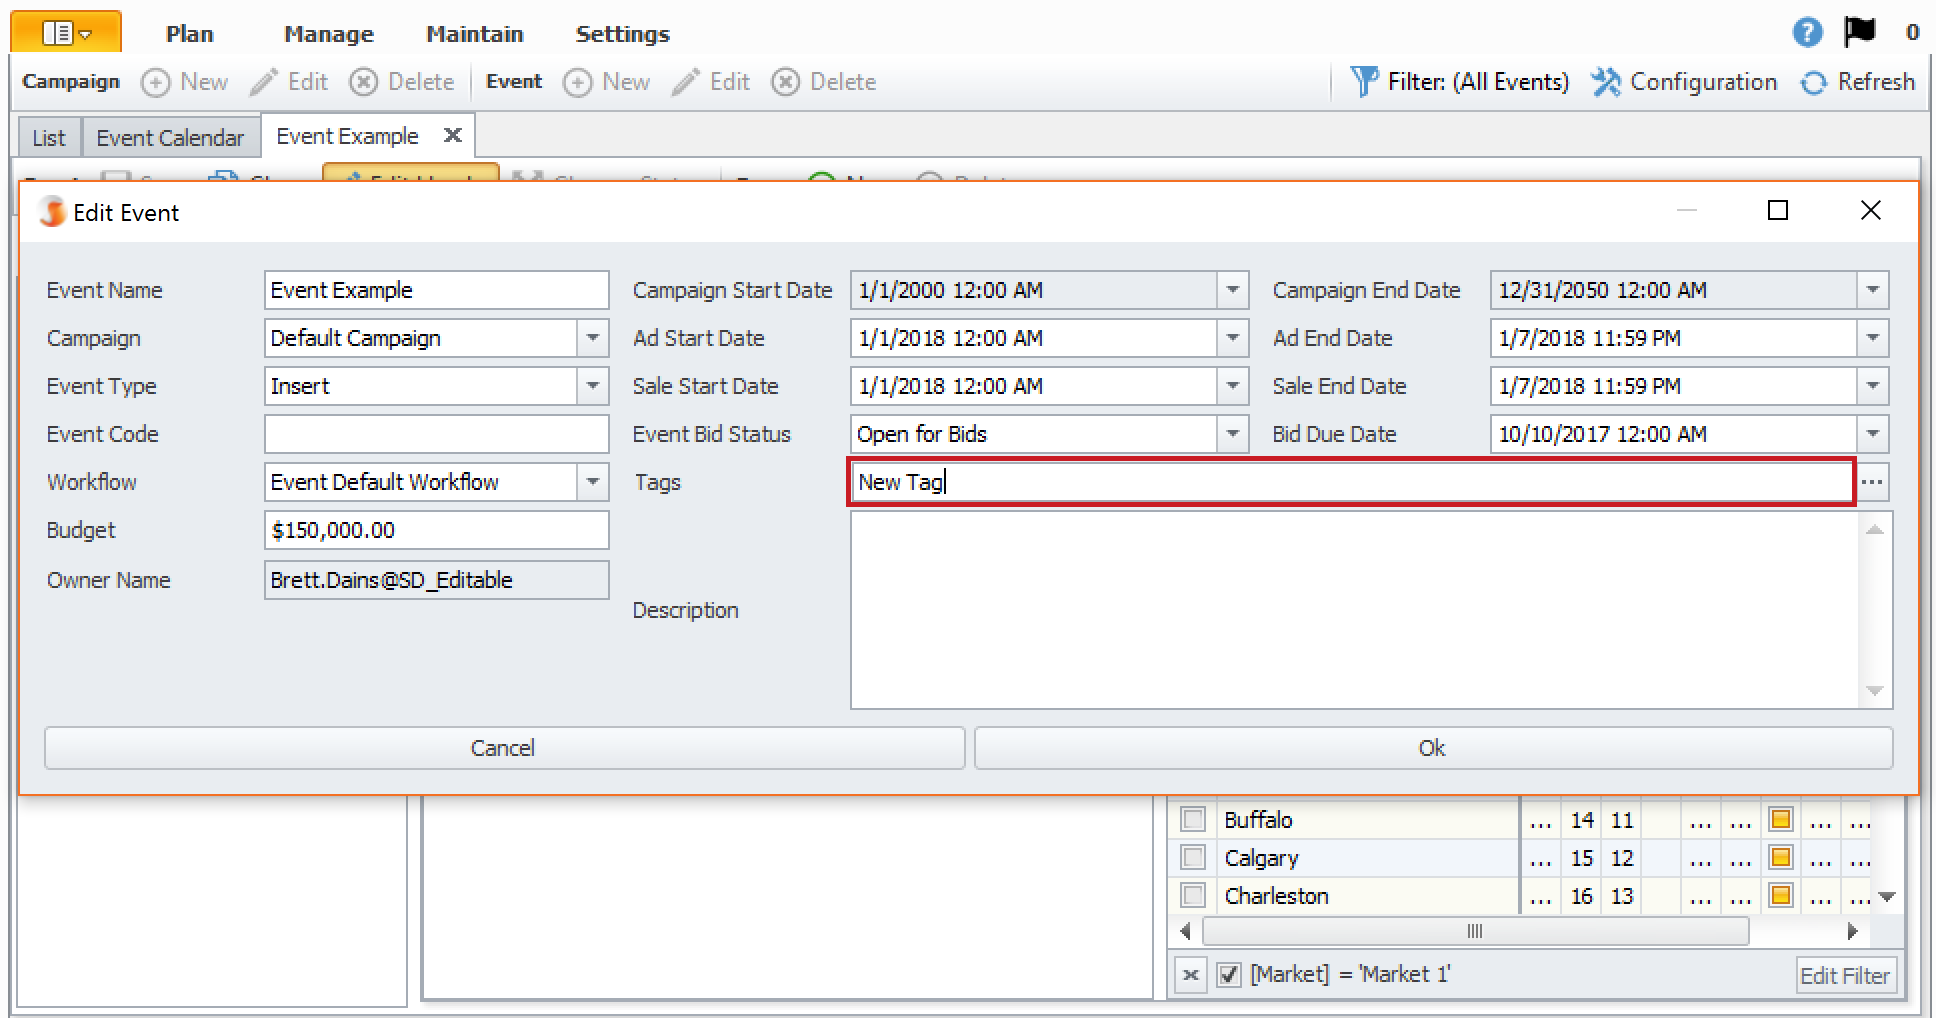 Plan Manage Maintain Settings ? 0
Campaign New Edit Delete Event New Edit Delete Filter: (All Events) Configuration Refresh
List Event Calendar Event Example
Edit Event
Event Name Event Example Campaign Start Date 1/1/2000 12:00 AM Campaign End Date 12/31/2050 12:00 AM
Campaign Default Campaign Ad Start Date 1/1/2018 12:00 AM Ad End Date 1/7/2018 11:59 PM
Event Type Insert Sale Start Date 1/1/2018 12:00 AM Sale End Date 1/7/2018 11:59 PM
Event Code Event Bid Status Open for Bids Bid Due Date 10/10/2017 12:00 AM
Workflow Event Default Workflow Tags New Tag ...
Budget $150,000.00
Owner Name Brett.Dains@SD_Editable
Description
Cancel Ok
Buffalo ... 14 11 ... ... ... ...
Calgary ... 15 12 ... ... ... ...
Charleston ... 16 13 ... ... ... ...
[Market] = 'Market 1' Edit Filter